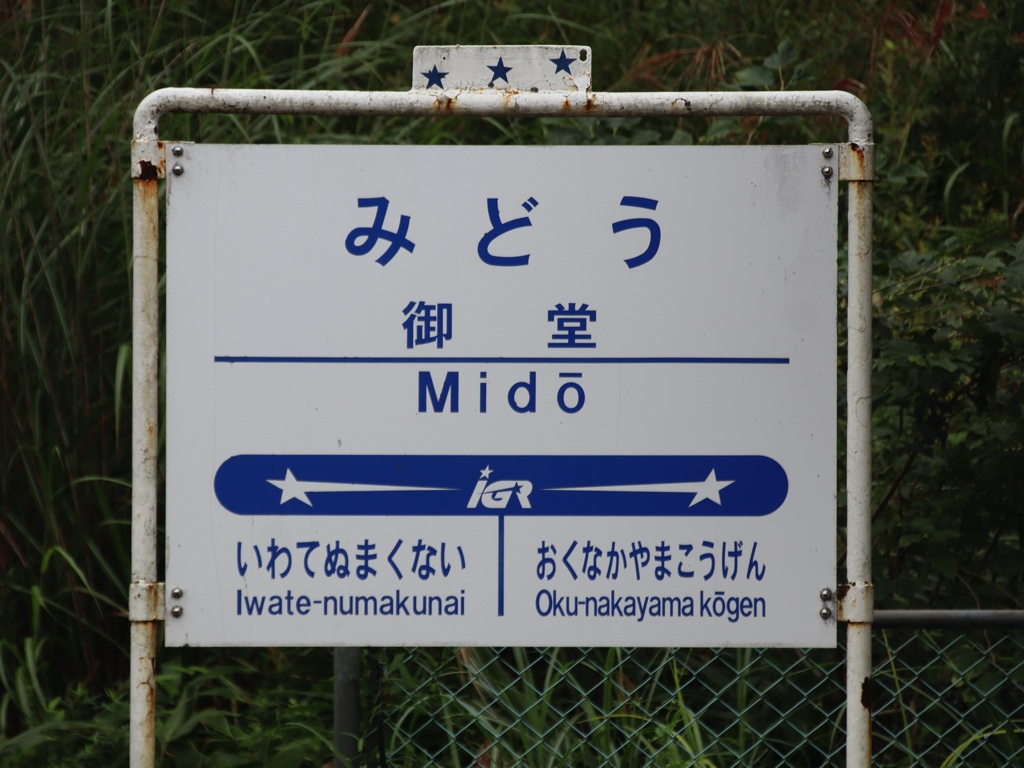 みどう
御堂
Midō
IGR
いわてぬまくない おくなかやまこうげん
Iwate-numakunai Oku-nakayama kōgen